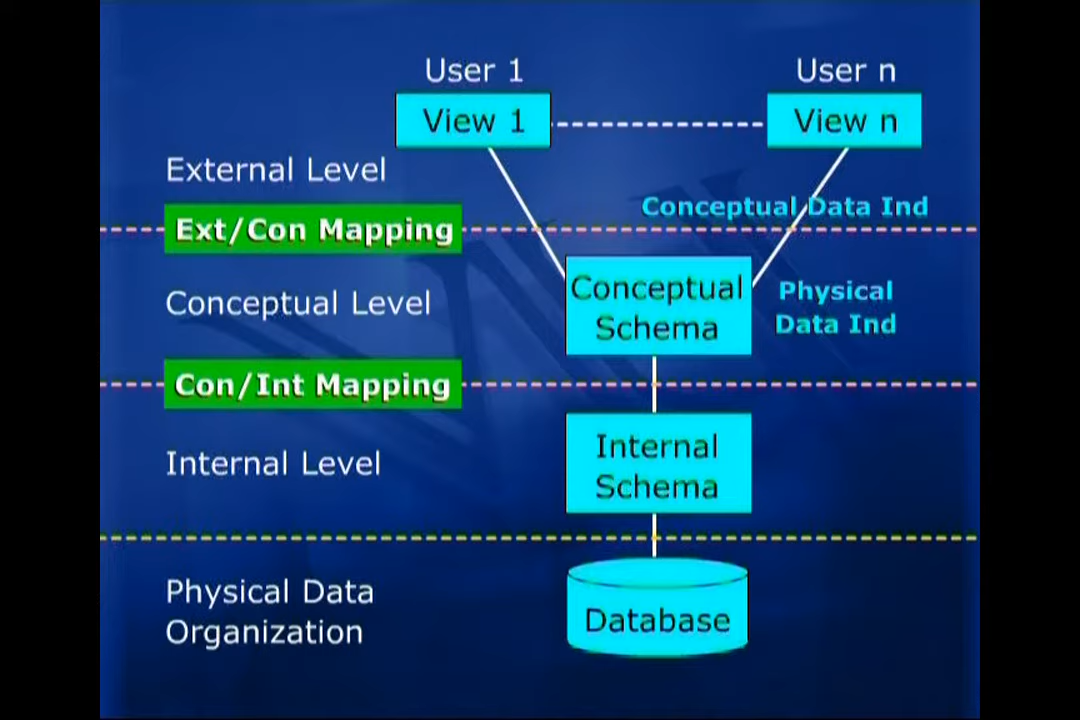 User 1
User n
View 1
View n
External Level
Conceptual Data Ind
Ext/Con Mapping
Conceptual Level
Conceptual
Schema
Physical
Data Ind
Con/Int Mapping
Internal Level
Internal
Schema
Physical Data
Organization
Database